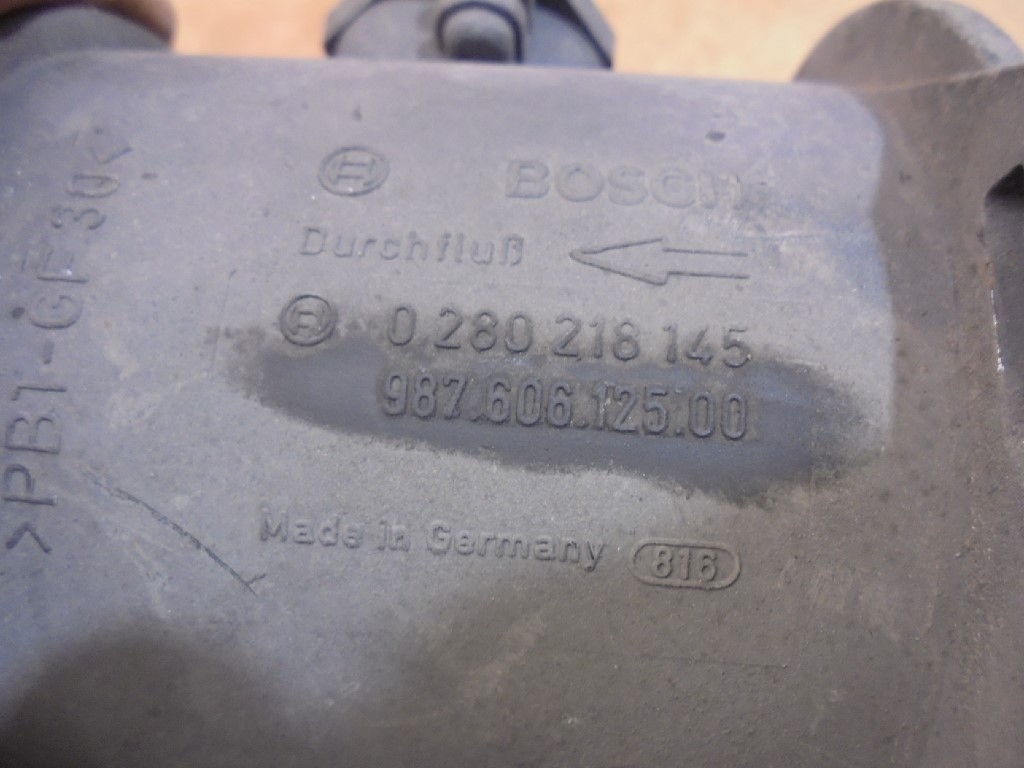 BOSCH
Durchfluß
0 280 218 145
987.606.125.00
Made in Germany 816
>PBT-GF30<